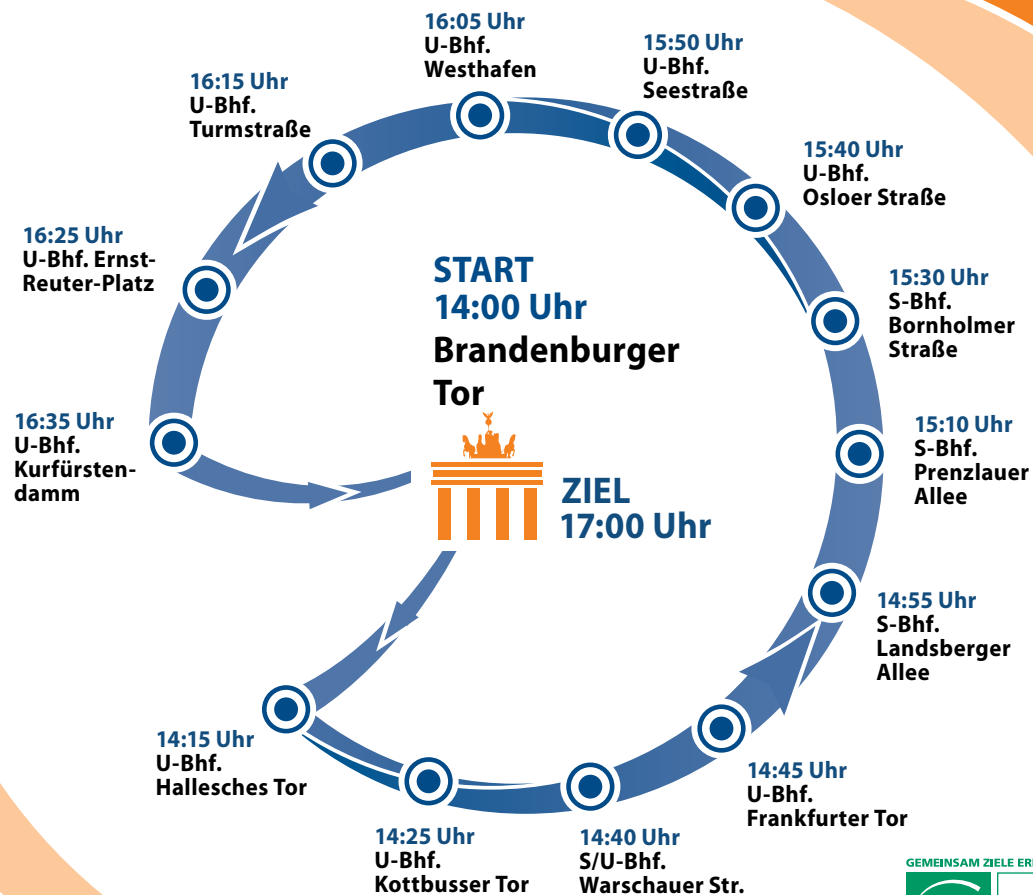 16:05 Uhr
U-Bhf.
Westhafen
15:50 Uhr
U-Bhf.
Seestraße
16:15 Uhr
U-Bhf.
Turmstraße
15:40 Uhr
U-Bhf.
Osloer Straße
16:25 Uhr
U-Bhf. Ernst-
Reuter-Platz
START
14:00 Uhr
Brandenburger
Tor
15:30 Uhr
S-Bhf.
Bornholmer
Straße
16:35 Uhr
U-Bhf.
Kurfürsten-
damm
15:10 Uhr
S-Bhf.
Prenzlauer
Allee
ZIEL
17:00 Uhr
14:55 Uhr
S-Bhf.
Landsberger
Allee
14:15 Uhr
U-Bhf.
Hallesches Tor
14:45 Uhr
U-Bhf.
Frankfurter Tor
14:25 Uhr
U-Bhf.
Kottbusser Tor
14:40 Uhr
S/U-Bhf.
Warschauer Str.
GEMEINSAM ZIELE